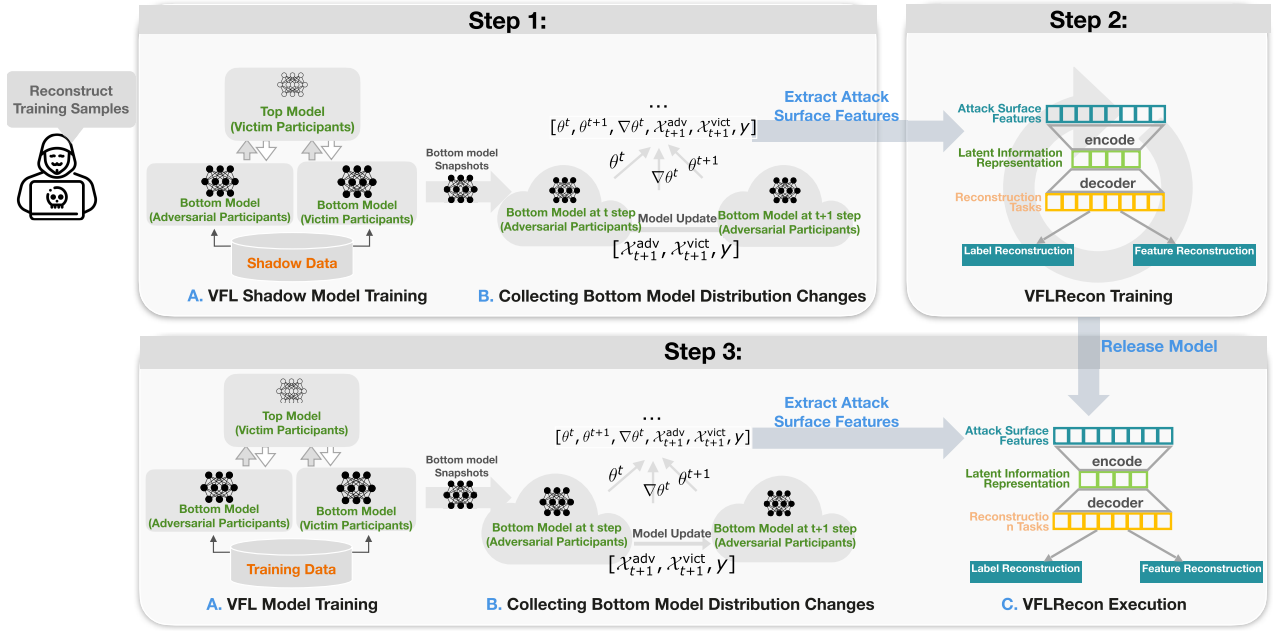 Reconstruct
Training Samples
Step 1:
Top Model
(Victim Participants)
Bottom Model
(Adversarial Participants)
Bottom Model
(Victim Participants)
Shadow Data
A. VFL Shadow Model Training
Bottom model
Snapshots
...
[θ^t, θ^{t+1}, ∇θ^t, 𝒳_{t+1}^{adv}, 𝒳_{t+1}^{vict}, y]
θ^t
∇θ^t
θ^{t+1}
Bottom Model at t step
(Adversarial Participants)
Model Update
Bottom Model at t+1 step
(Adversarial Participants)
[𝒳_{t+1}^{adv}, 𝒳_{t+1}^{vict}, y]
B. Collecting Bottom Model Distribution Changes
Extract Attack
Surface Features
Step 2:
Attack Surface
Features
encode
Latent Information
Representation
decoder
Reconstruction
Tasks
Label Reconstruction
Feature Reconstruction
VFLRecon Training
Release Model
Step 3:
Top Model
(Victim Participants)
Bottom Model
(Adversarial Participants)
Bottom Model
(Victim Participants)
Training Data
A. VFL Model Training
Bottom model
Snapshots
...
[θ^t, θ^{t+1}, ∇θ^t, 𝒳_{t+1}^{adv}, 𝒳_{t+1}^{vict}, y]
θ^t
∇θ^t
θ^{t+1}
Bottom Model at t step
(Adversarial Participants)
Model Update
Bottom Model at t+1 step
(Adversarial Participants)
[𝒳_{t+1}^{adv}, 𝒳_{t+1}^{vict}, y]
B. Collecting Bottom Model Distribution Changes
Extract Attack
Surface Features
Attack Surface
Features
encode
Latent Information
Representation
decoder
Reconstructio
n Tasks
Label Reconstruction
Feature Reconstruction
C. VFLRecon Execution